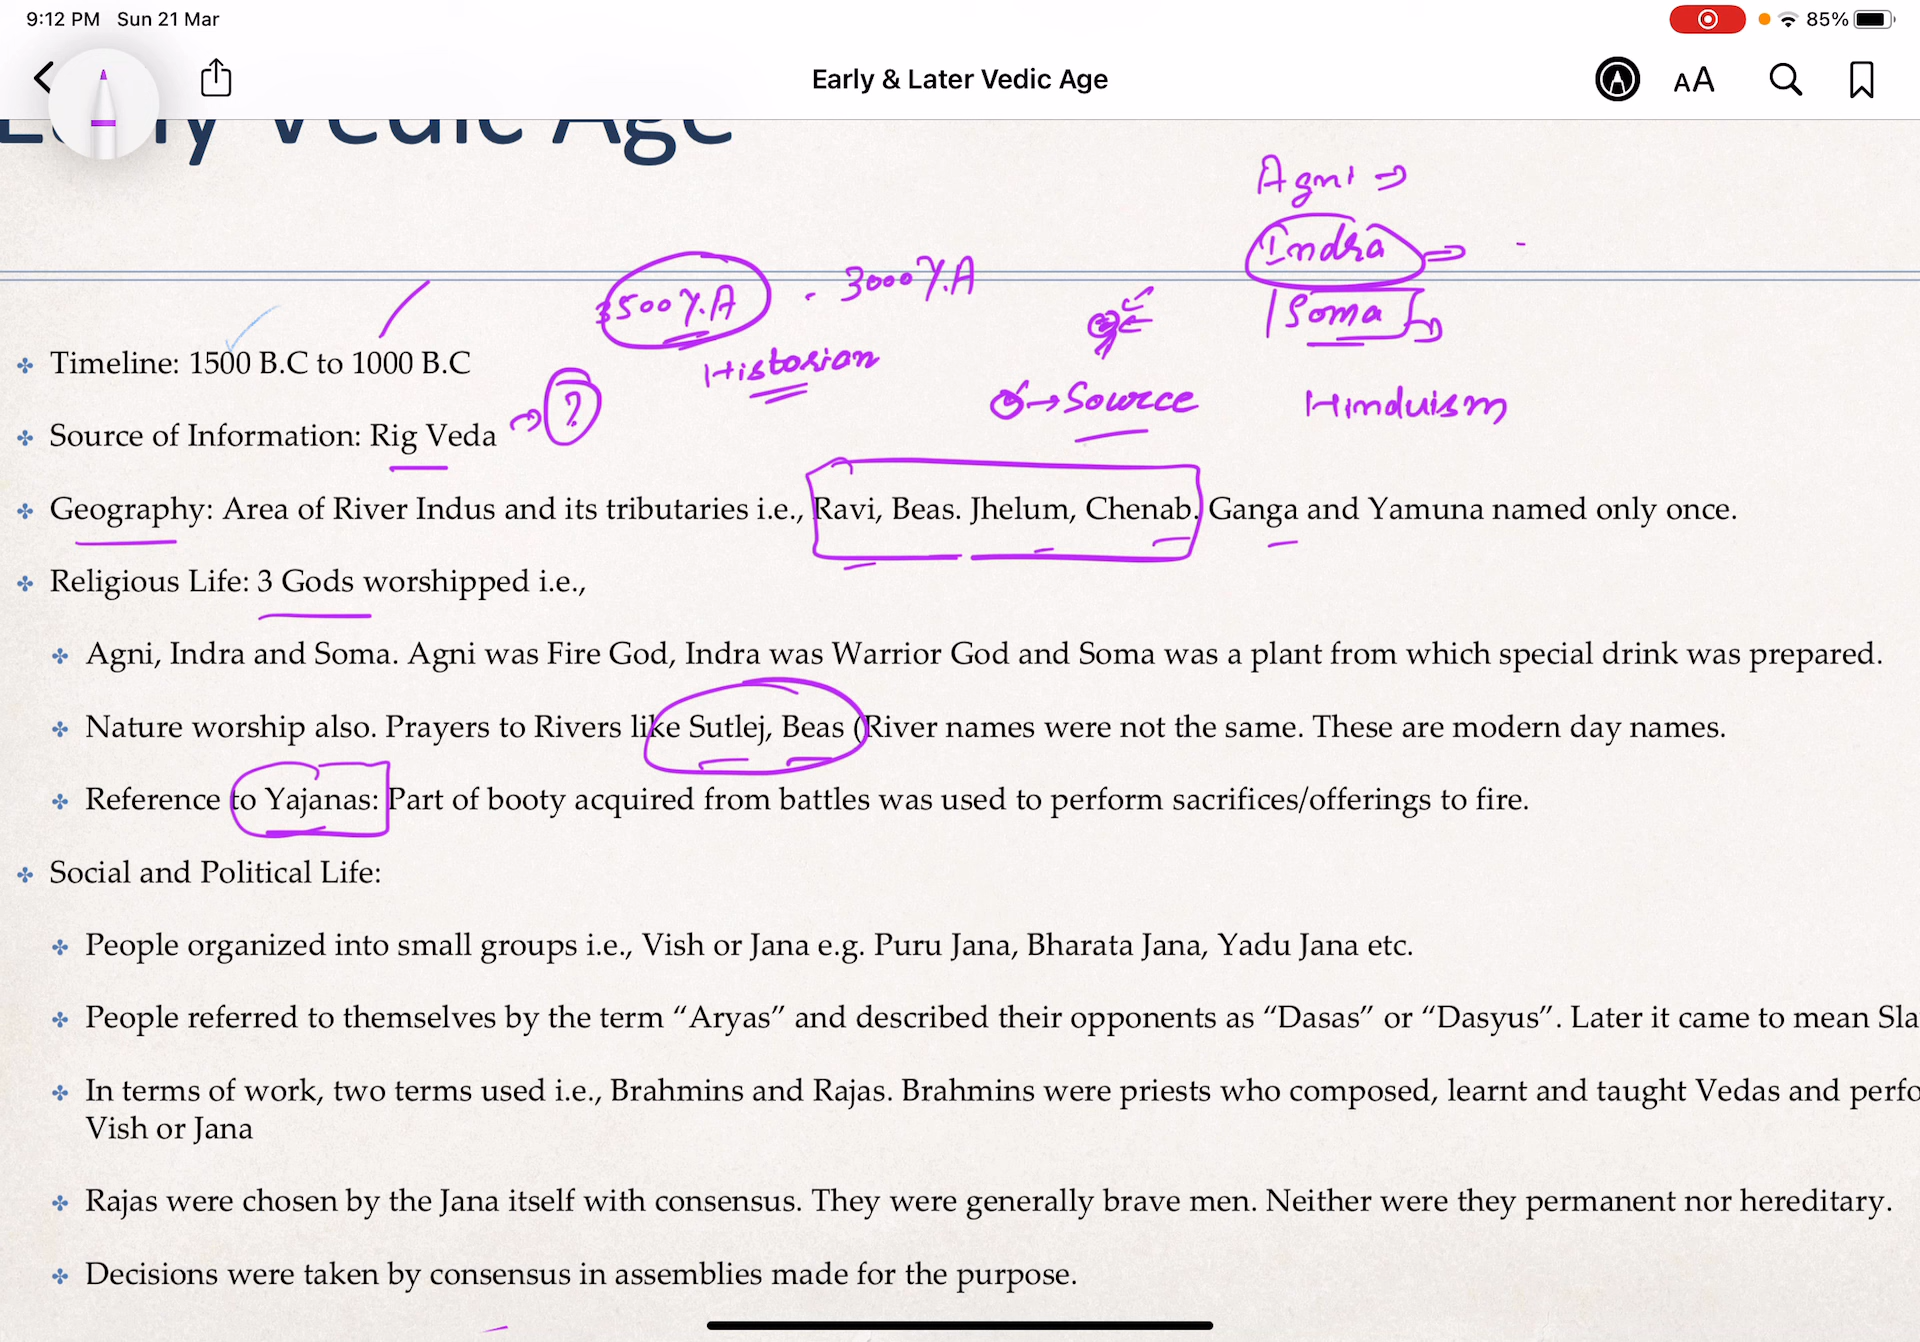 9:12 PM Sun 21 Mar
85%
Early & Later Vedic Age
AA
Early Vedic Age
Agni
Indra
Soma
3500 Y.A - 3000 Y.A
Historian
Source
Hinduism
Timeline: 1500 B.C to 1000 B.C
?
Source of Information: Rig Veda
Geography: Area of River Indus and its tributaries i.e., Ravi, Beas. Jhelum, Chenab. Ganga and Yamuna named only once.
Religious Life: 3 Gods worshipped i.e.,
Agni, Indra and Soma. Agni was Fire God, Indra was Warrior God and Soma was a plant from which special drink was prepared.
Nature worship also. Prayers to Rivers like Sutlej, Beas (River names were not the same. These are modern day names.
Reference to Yajanas: Part of booty acquired from battles was used to perform sacrifices/offerings to fire.
Social and Political Life:
People organized into small groups i.e., Vish or Jana e.g. Puru Jana, Bharata Jana, Yadu Jana etc.
People referred to themselves by the term “Aryas” and described their opponents as “Dasas” or “Dasyus”. Later it came to mean Sla
In terms of work, two terms used i.e., Brahmins and Rajas. Brahmins were priests who composed, learnt and taught Vedas and perfo
Vish or Jana
Rajas were chosen by the Jana itself with consensus. They were generally brave men. Neither were they permanent nor hereditary.
Decisions were taken by consensus in assemblies made for the purpose.